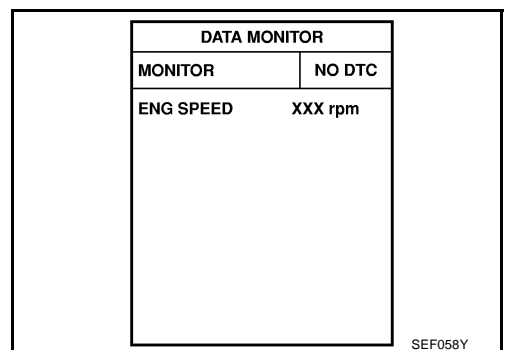 DATA MONITOR
MONITOR NO DTC
ENG SPEED XXX rpm
SEF058Y